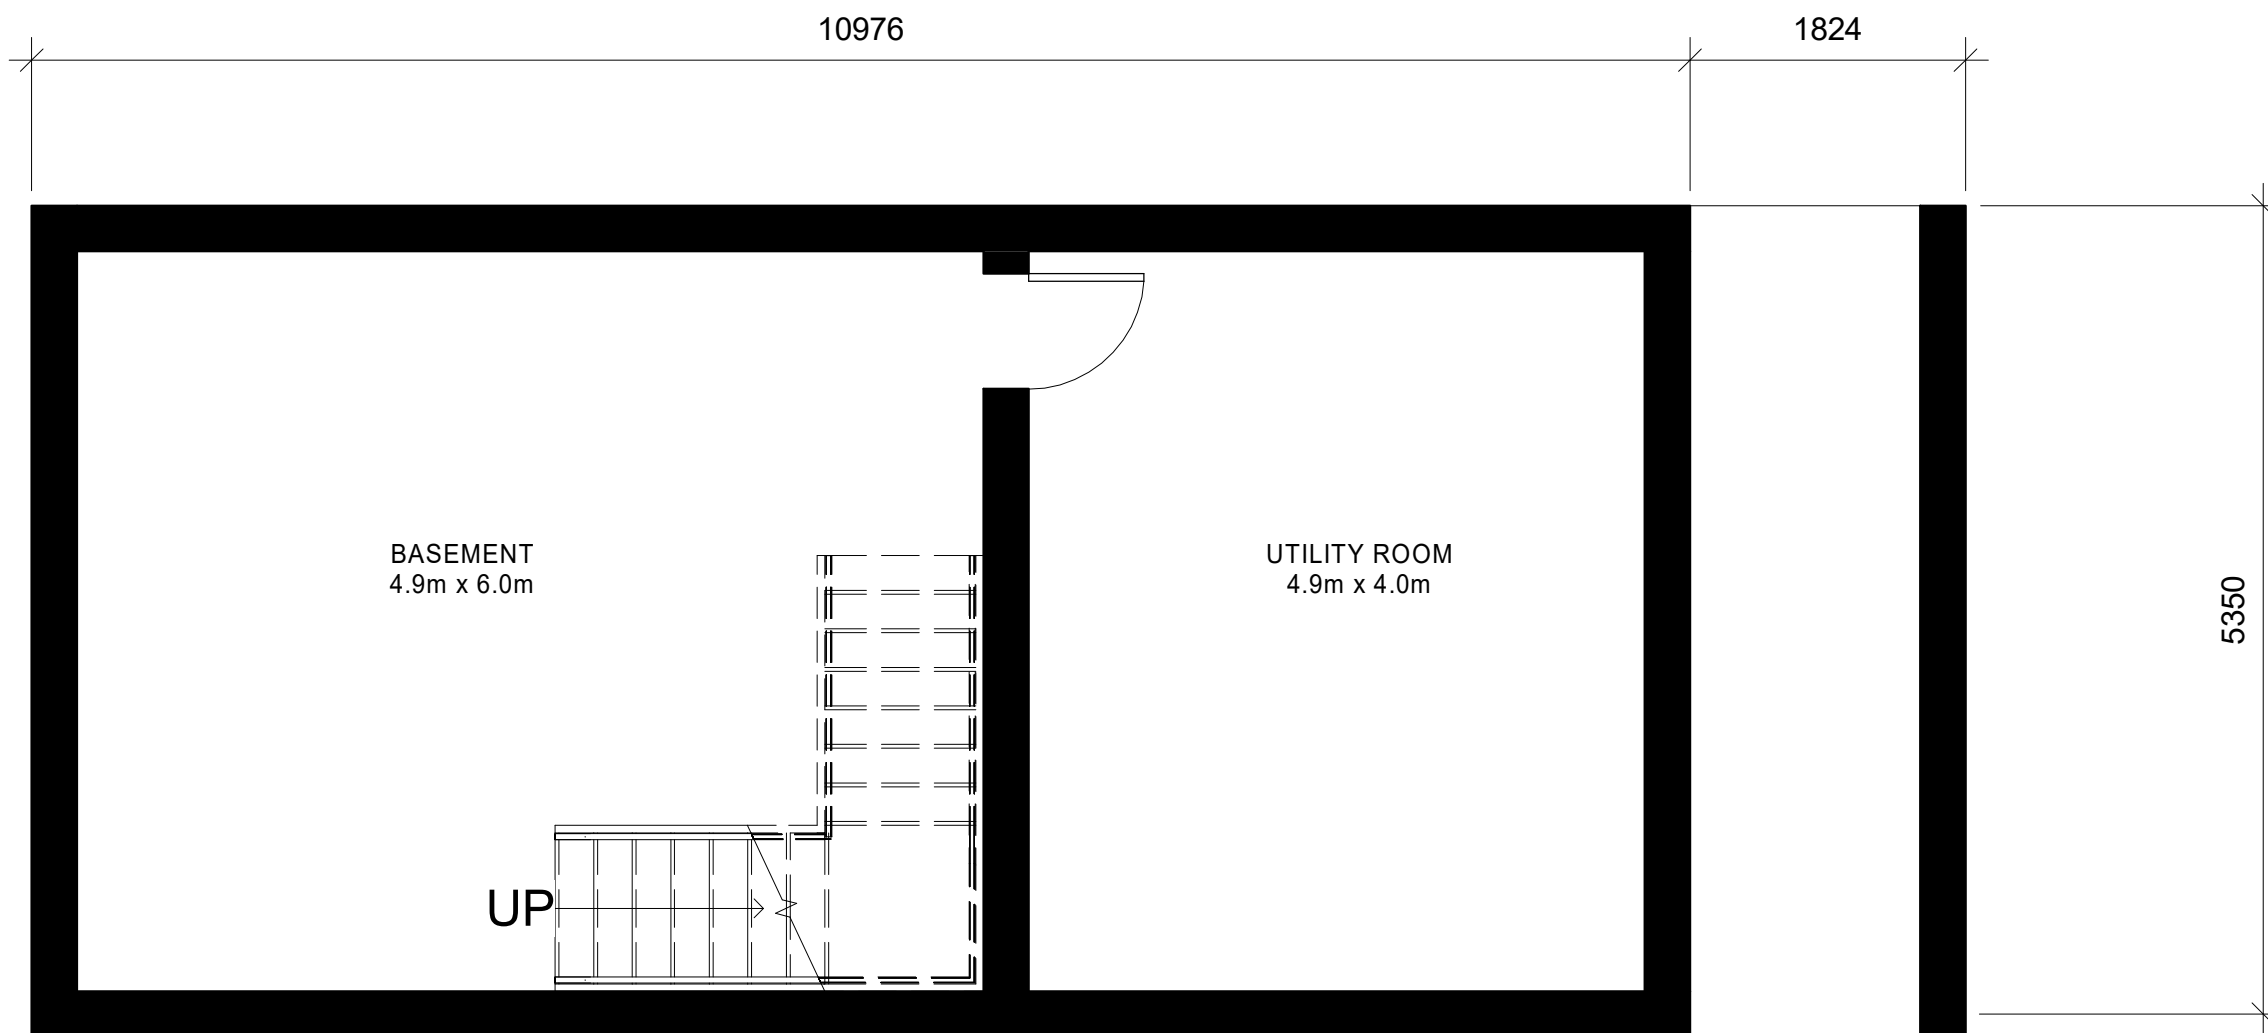 10976
1824
BASEMENT
4.9m x 6.0m
UTILITY ROOM
4.9m x 4.0m
5350
UP